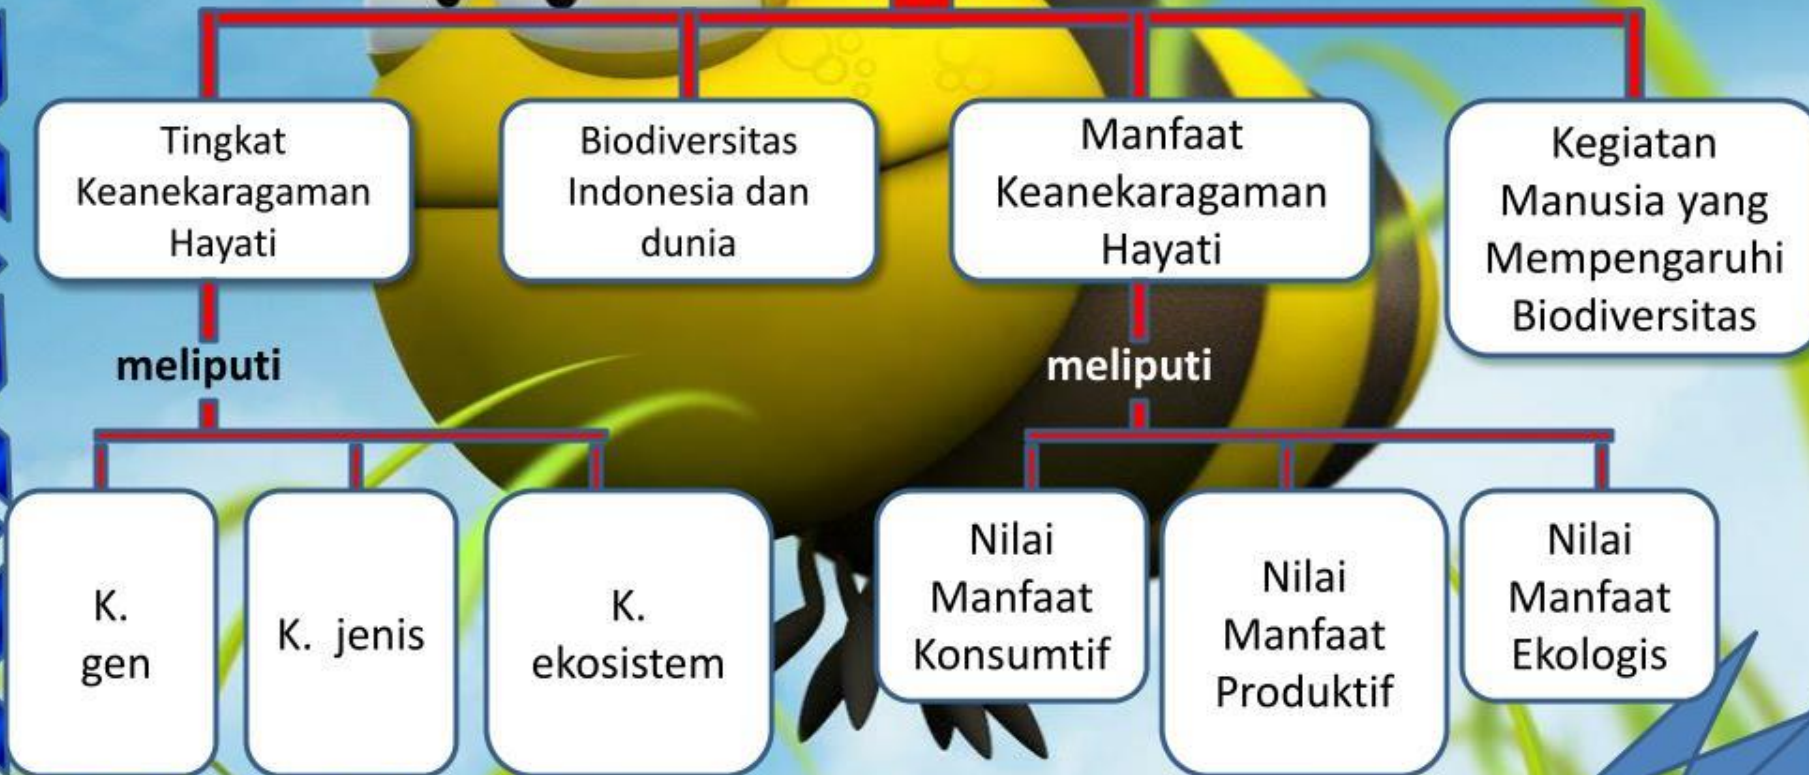 Tingkat
Keanekaragaman
Hayati
Biodiversitas
Indonesia dan
dunia
Manfaat
Keanekaragaman
Hayati
Kegiatan
Manusia yang
Mempengaruhi
Biodiversitas
meliputi
meliputi
K.
gen
K. jenis
K.
ekosistem
Nilai
Manfaat
Konsumtif
Nilai
Manfaat
Produktif
Nilai
Manfaat
Ekologis